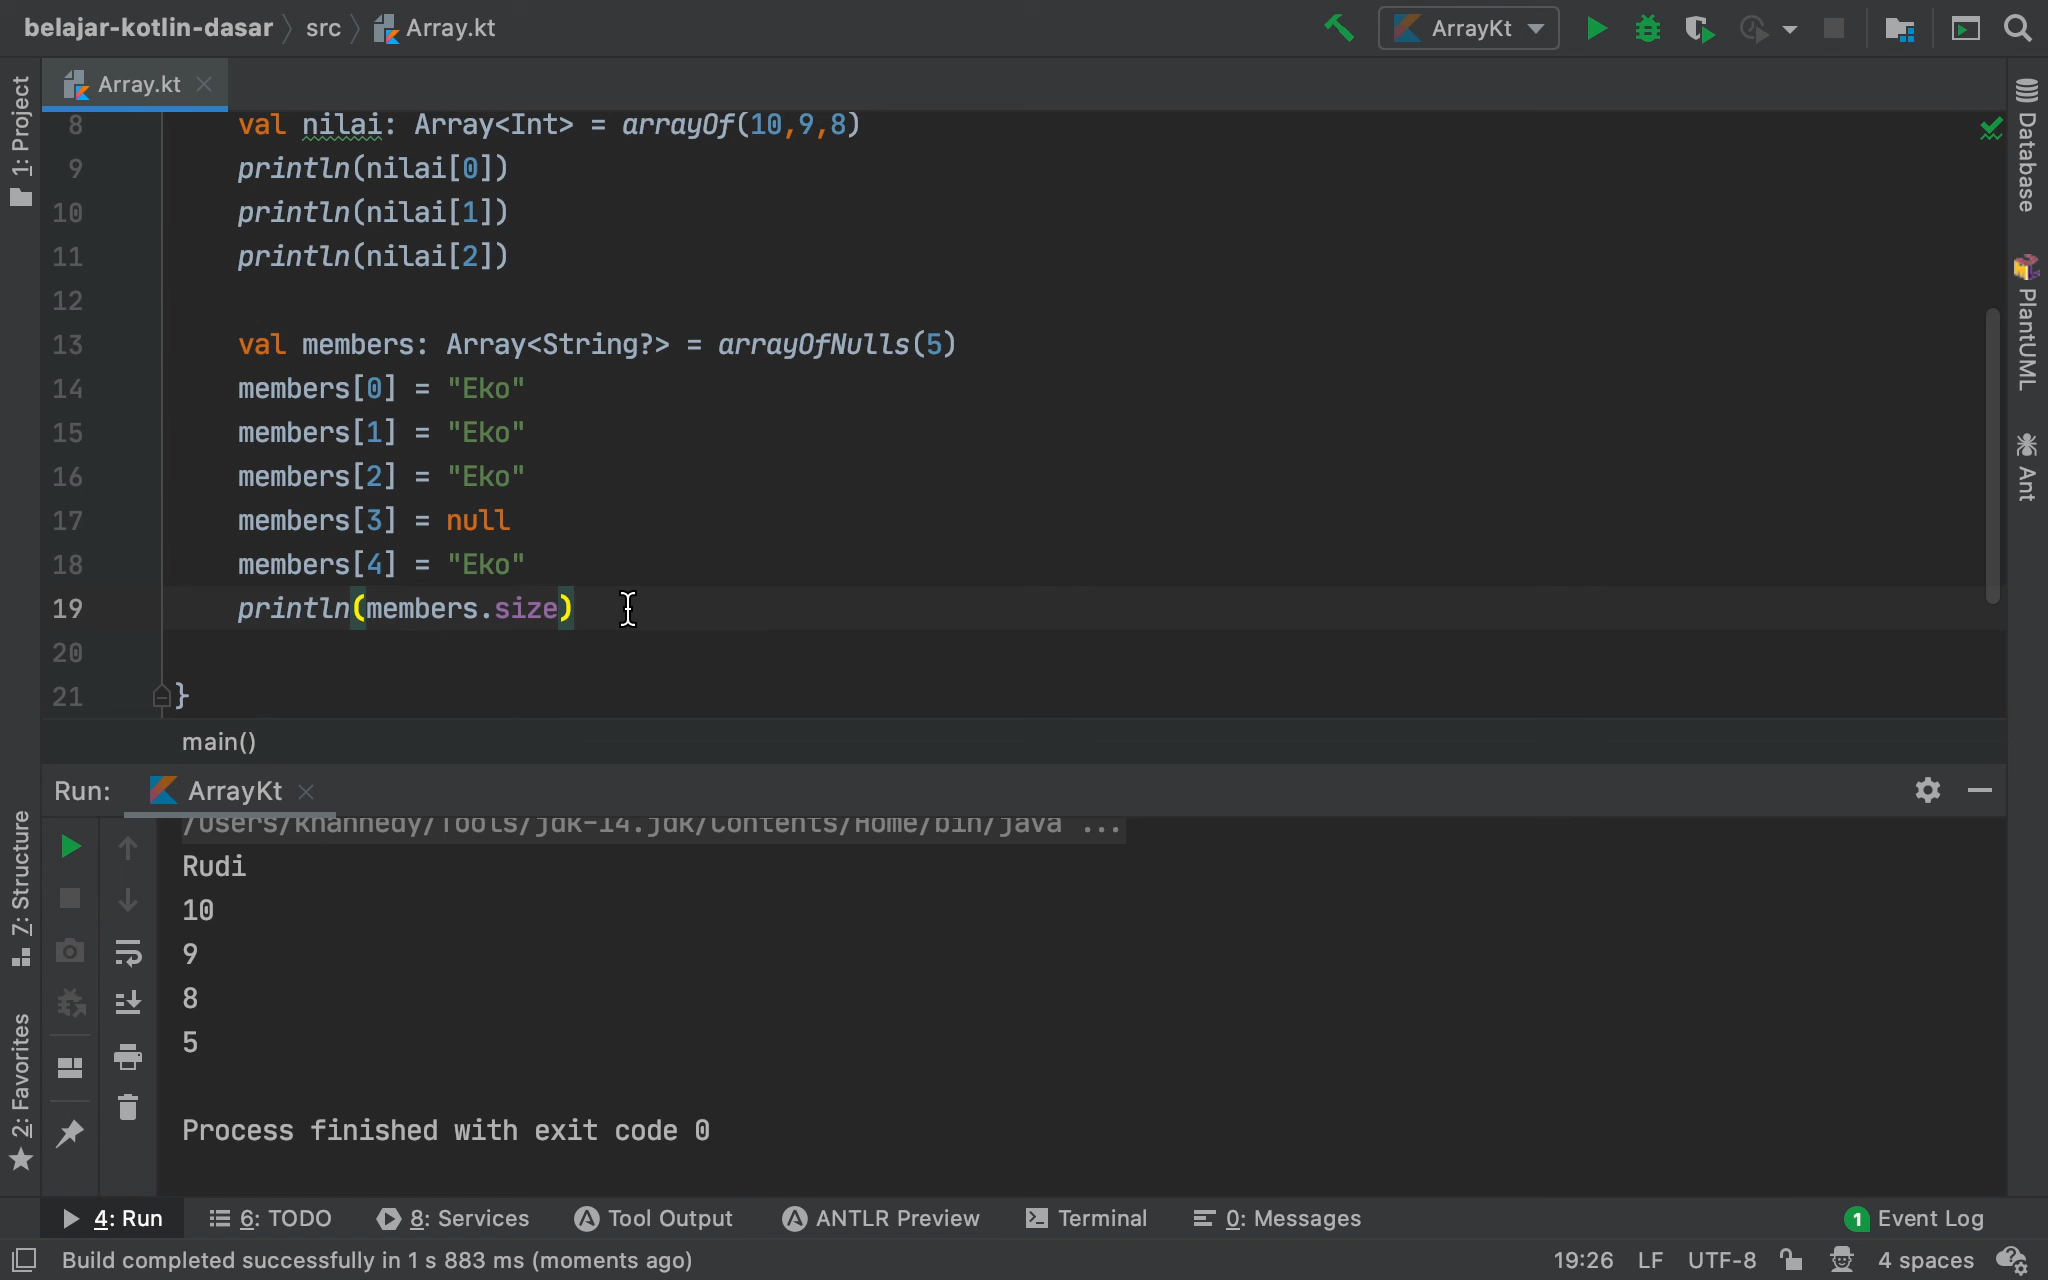 belajar-kotlin-dasar src Array.kt ArrayKt
1: Project
Array.kt
8 val nilai: Array<Int> = arrayOf(10,9,8)
9 println(nilai[0])
10 println(nilai[1])
11 println(nilai[2])
12
13 val members: Array<String?> = arrayOfNulls(5)
14 members[0] = "Eko"
15 members[1] = "Eko"
16 members[2] = "Eko"
17 members[3] = null
18 members[4] = "Eko"
19 println(members.size)
20
21 }
main()
Database
PlantUML
Ant
Run: ArrayKt
7: Structure
2: Favorites
/Users/khannedy/Tools/jdk-14.jdk/Contents/Home/bin/java ...
Rudi
10
9
8
5
Process finished with exit code 0
4: Run 6: TODO 8: Services Tool Output ANTLR Preview Terminal 0: Messages 1 Event Log
Build completed successfully in 1 s 883 ms (moments ago) 19:26 LF UTF-8 4 spaces